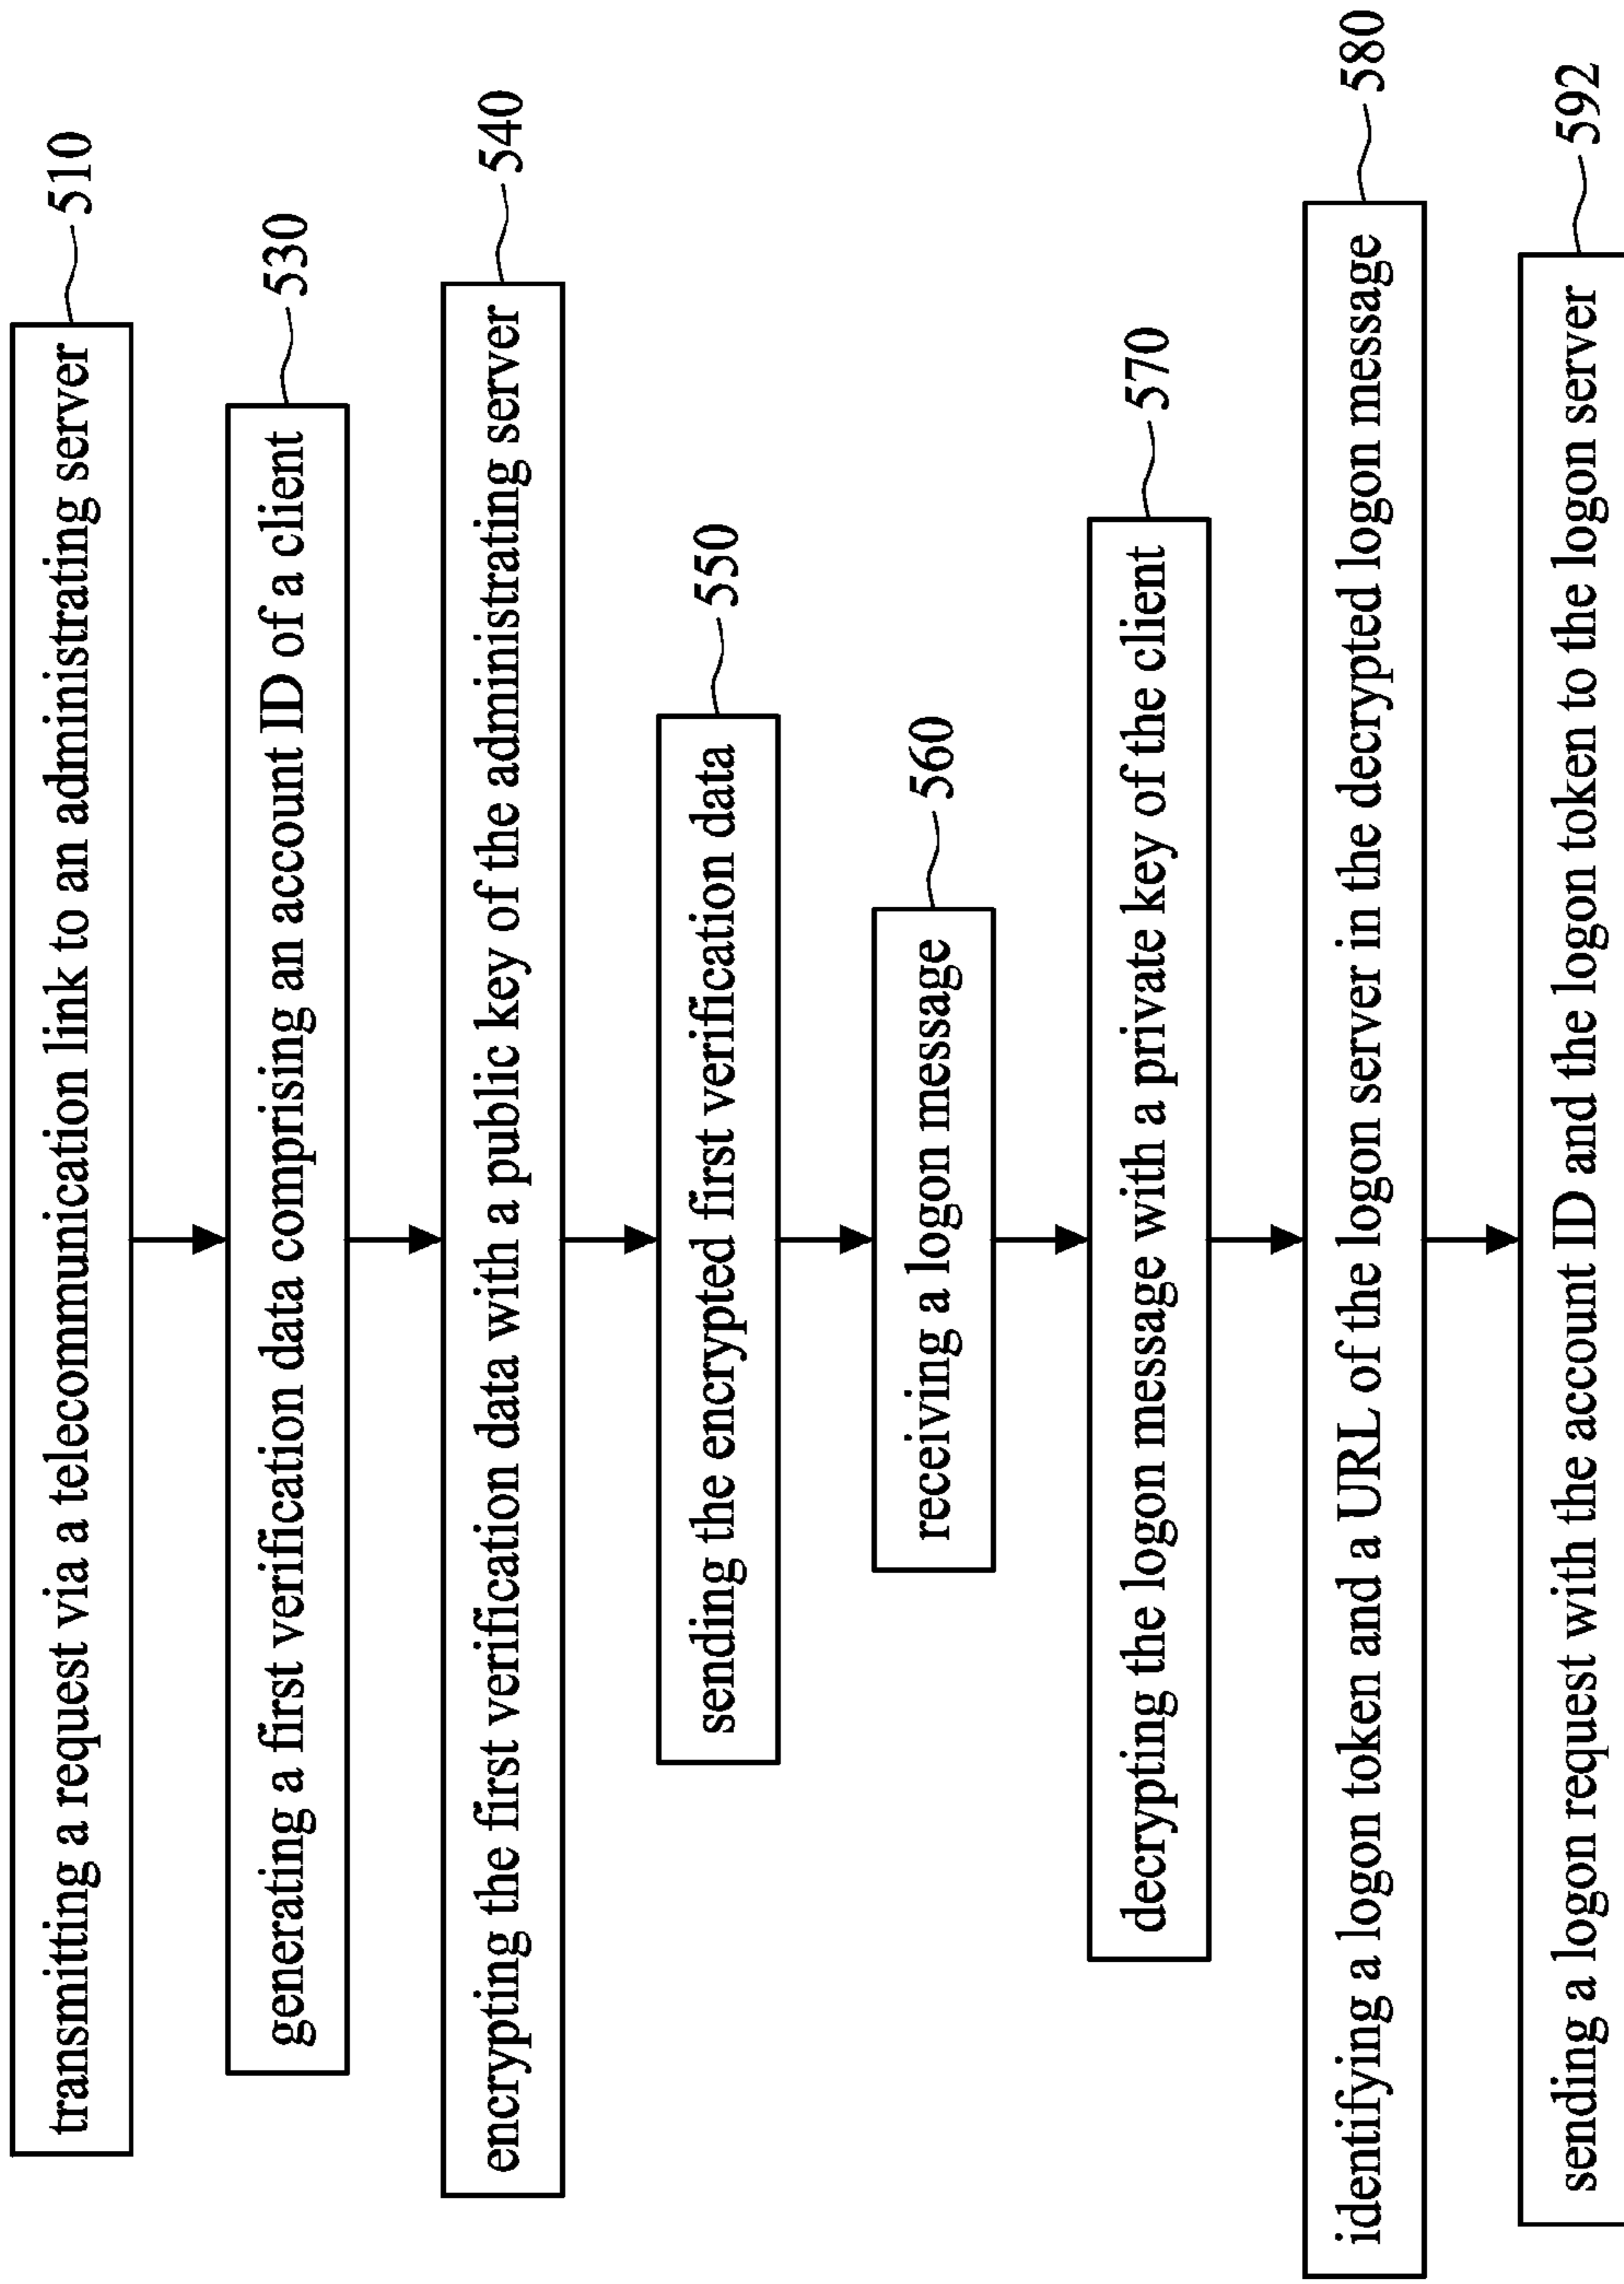 transmitting a request via a telecommunication link to an administrating server
510
generating a first verification data comprising an account ID of a client
530
encrypting the first verification data with a public key of the administrating server
540
sending the encrypted first verification data
550
receiving a logon message
560
decrypting the logon message with a private key of the client
570
identifying a logon token and a URL of the logon server in the decrypted logon message
580
sending a logon request with the account ID and the logon token to the logon server
592